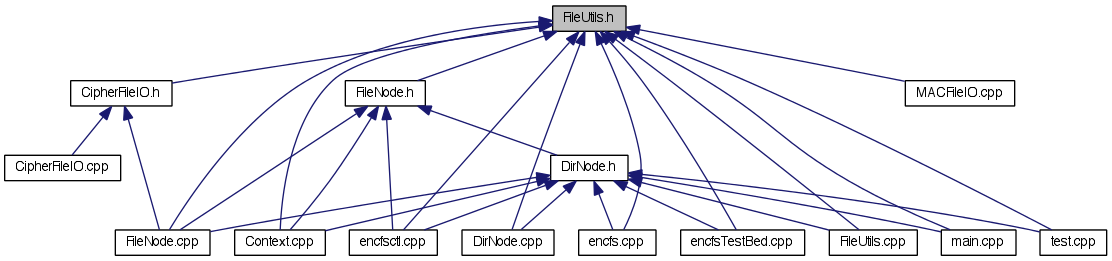 FileUtils.h
CipherFileIO.h
FileNode.h
MACFileIO.cpp
CipherFileIO.cpp
DirNode.h
FileNode.cpp
Context.cpp
encfsctl.cpp
DirNode.cpp
encfs.cpp
encfsTestBed.cpp
FileUtils.cpp
main.cpp
test.cpp